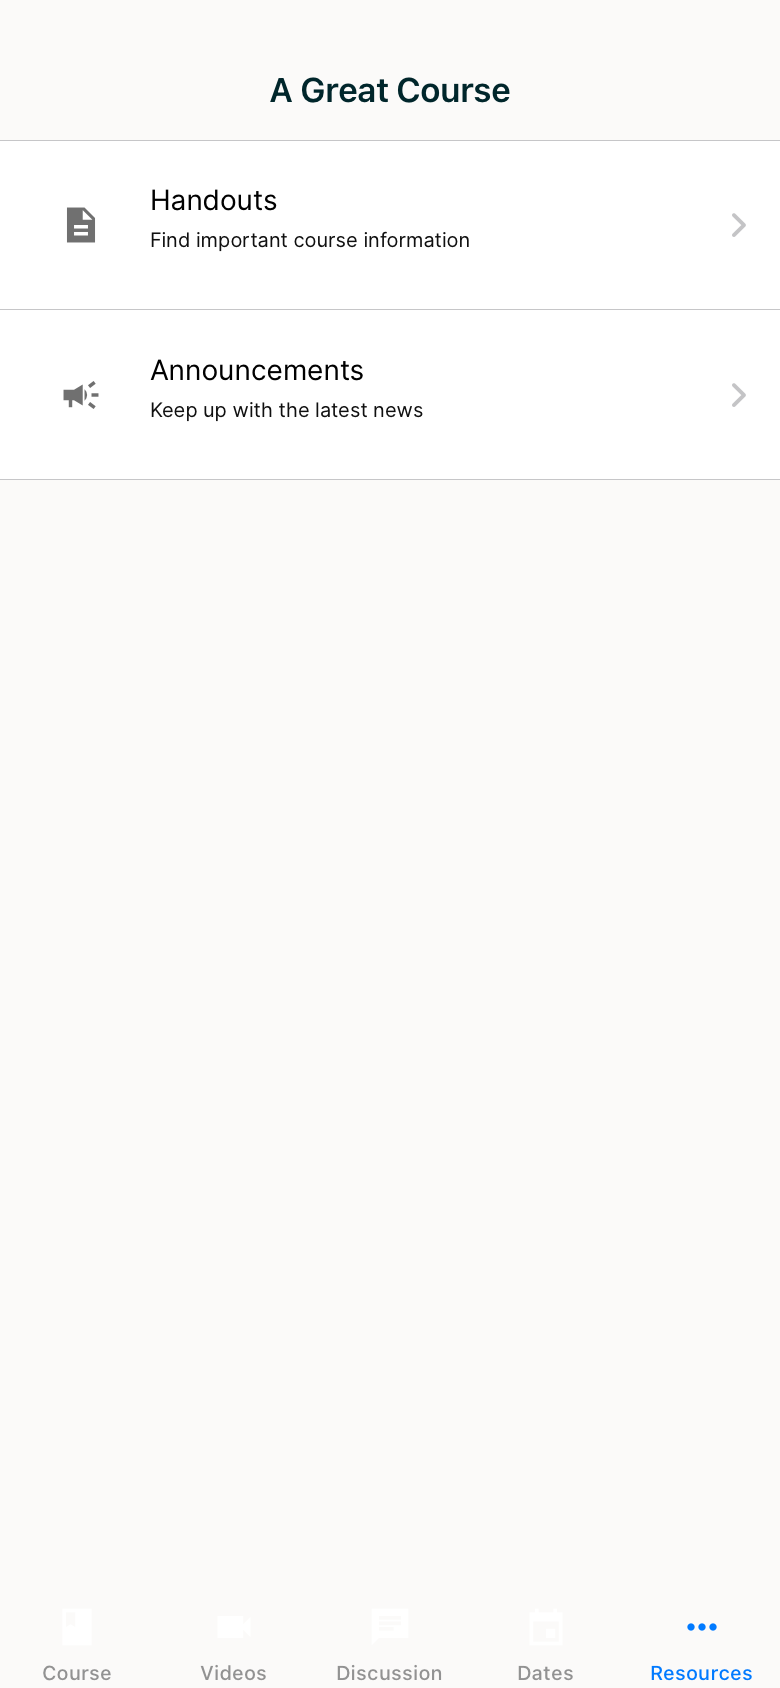 A Great Course
Handouts
Find important course information
Announcements
Keep up with the latest news
Course Videos Discussion Dates Resources